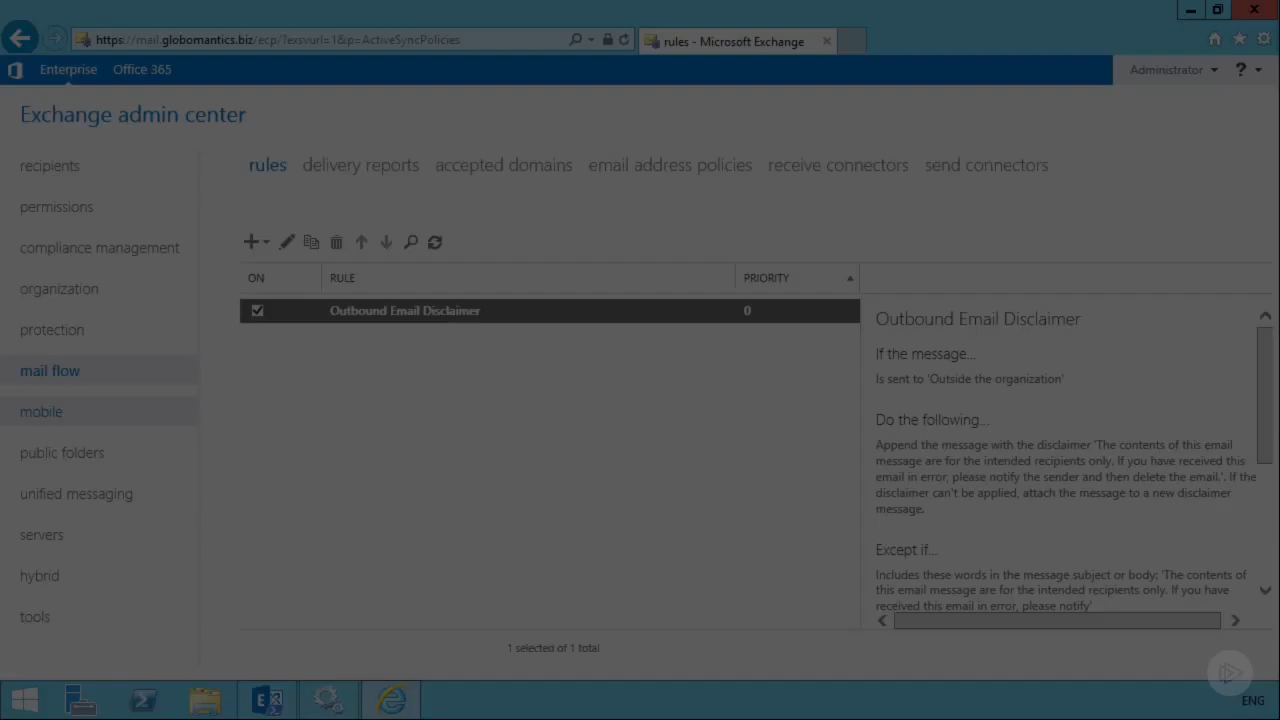 https://mail.globomantics.biz/ecp/?exsvurl=1&p=ActiveSyncPolicies
rules - Microsoft Exchange
Enterprise Office 365
Administrator ?
Exchange admin center
recipients
permissions
compliance management
organization
protection
mail flow
mobile
public folders
unified messaging
servers
hybrid
tools
rules delivery reports accepted domains email address policies receive connectors send connectors
ON RULE PRIORITY
Outbound Email Disclaimer 0
1 selected of 1 total
Outbound Email Disclaimer
If the message...
Is sent to 'Outside the organization'
Do the following...
Append the message with the disclaimer 'The contents of this email
message are for the intended recipients only. If you have received this
email in error, please notify the sender and then delete the email.'. If the
disclaimer can't be applied, attach the message to a new disclaimer
message.
Except if...
Includes these words in the message subject or body: 'The contents of
this email message are for the intended recipients only. If you have
received this email in error, please notify'
ENG